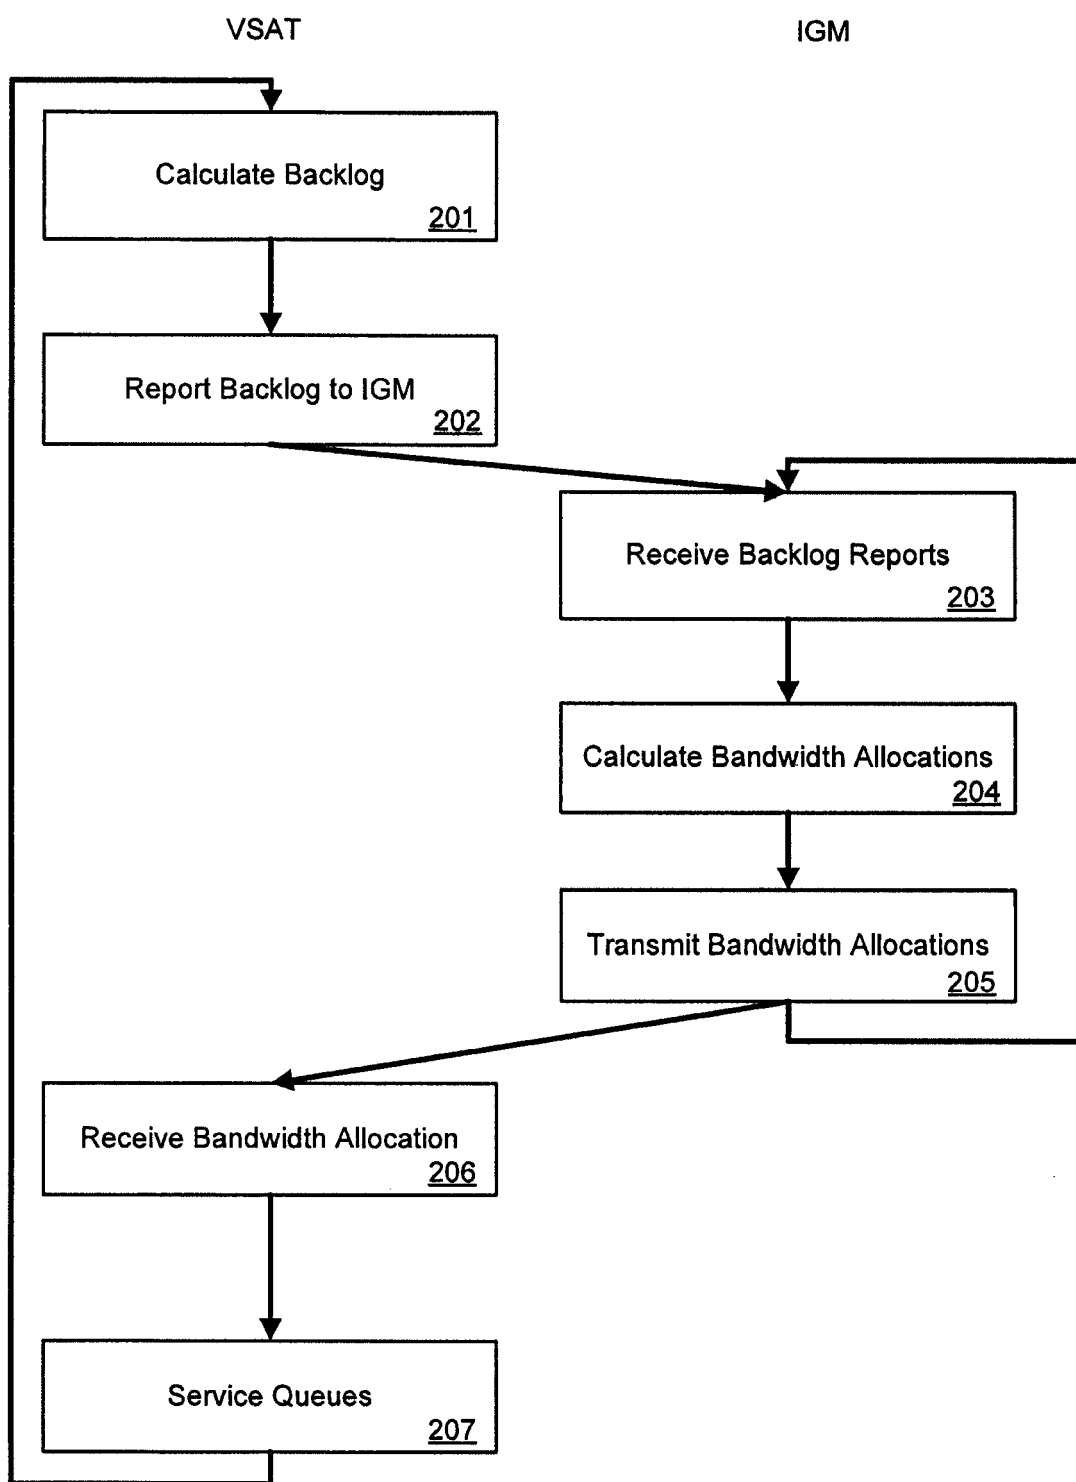 VSAT
IGM
Calculate Backlog
201
Report Backlog to IGM
202
Receive Backlog Reports
203
Calculate Bandwidth Allocations
204
Transmit Bandwidth Allocations
205
Receive Bandwidth Allocation
206
Service Queues
207